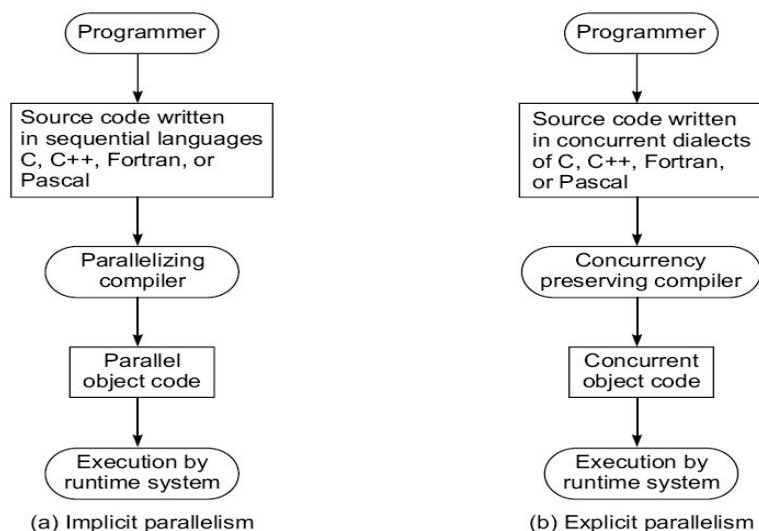 Programmer
Source code written
in sequential languages
C, C++, Fortran, or
Pascal
Parallelizing
compiler
Parallel
object code
Execution by
runtime system
(a) Implicit parallelism
Programmer
Source code written
in concurrent dialects
of C, C++, Fortran,
or Pascal
Concurrency
preserving compiler
Concurrent
object code
Execution by
runtime system
(b) Explicit parallelism